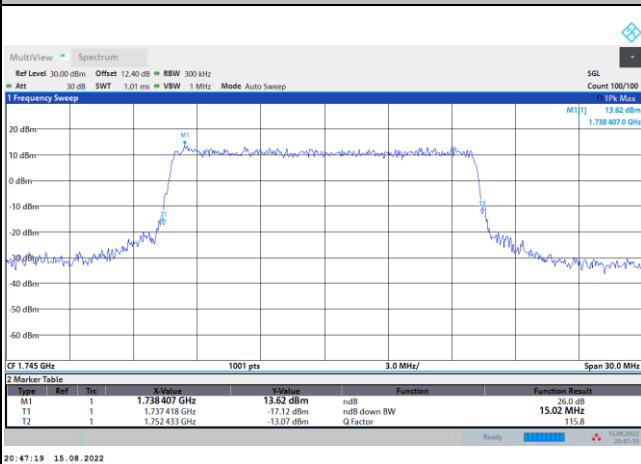 MultiView Spectrum
Ref Level 30.00 dBm Offset 12.40 dB RBW 300 kHz SGL
Att 30 dB SWT 1.01 ms VBW 1 MHz Mode Auto Sweep Count 100/100
1 Frequency Sweep 1Pk Max
M1[1] 13.62 dBm
1.738 407 0 GHz
20 dBm
M1
10 dBm
0 dBm
-10 dBm
-20 dBm
-30 dBm
-40 dBm
-50 dBm
-60 dBm
CF 1.745 GHz 1001 pts 3.0 MHz/ Span 30.0 MHz
2 Marker Table
Type Ref Trc X-Value Y-Value Function Function Result
M1 1 1.738 407 GHz 13.62 dBm ndB 26.0 dB
T1 1 1.737 418 GHz -17.12 dBm ndB down BW 15.02 MHz
T2 1 1.752 433 GHz -13.07 dBm Q Factor 115.8
Ready 15.08.2022
20:47:19
20:47:19 15.08.2022